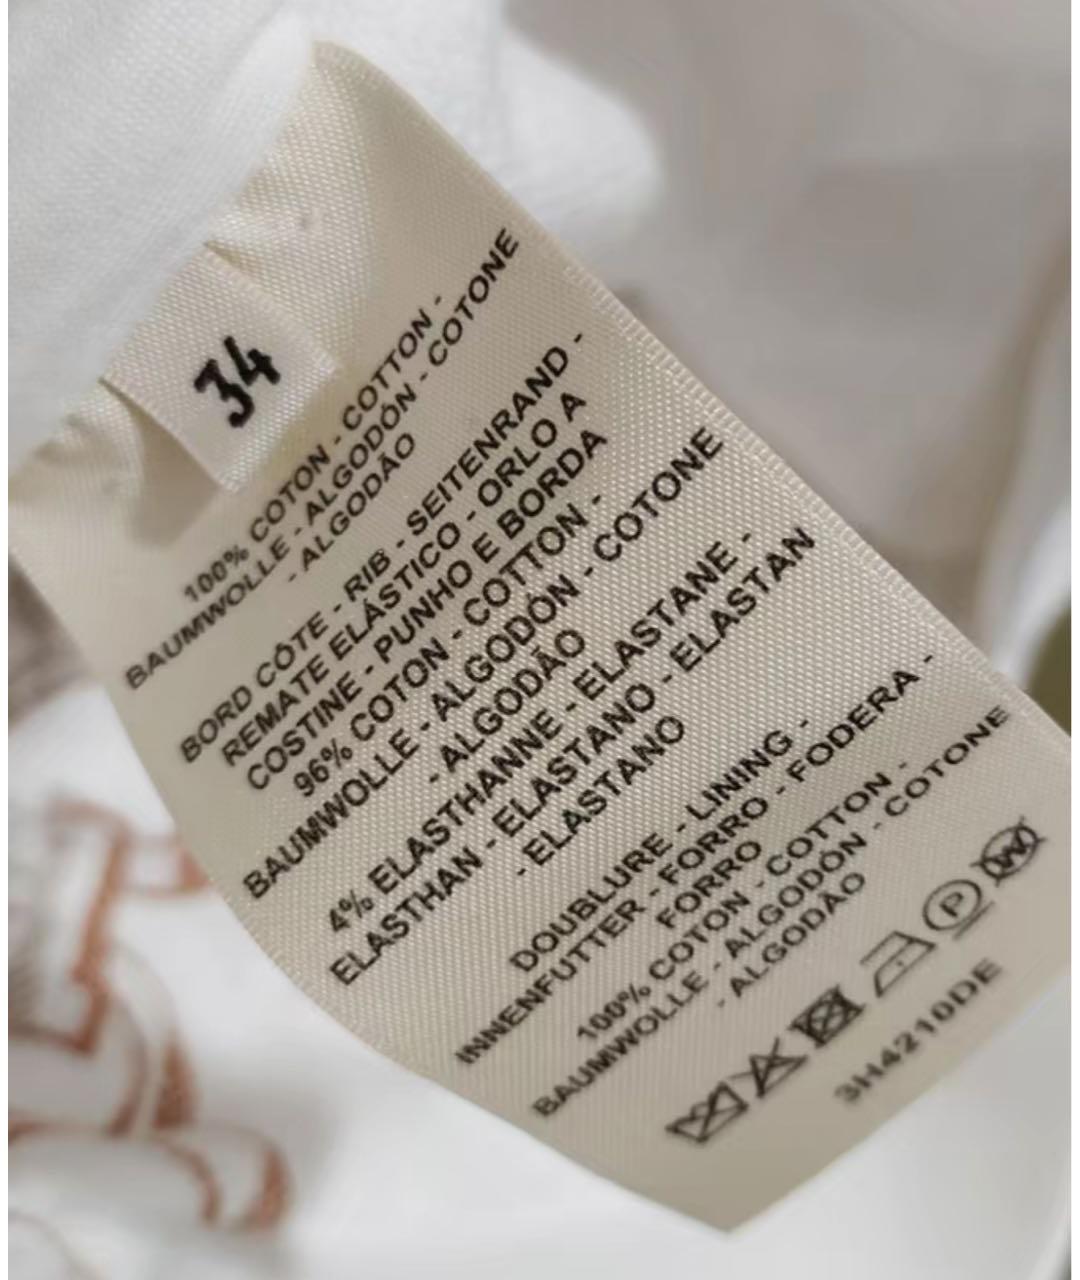 34
100% COTON - COTTON -
BAUMWOLLE - ALGODÓN - COTONE
- ALGODÃO
BORD CÔTE - RIB - SEITENRAND -
REMATE ELÁSTICO - ORLO A
COSTINE - PUNHO E BORDA
96% COTON - COTTON -
BAUMWOLLE - ALGODÓN - COTONE
- ALGODÃO
4% ELASTHANNE - ELASTANE -
ELASTHAN - ELASTANO - ELASTAN
- ELASTANO
DOUBLURE - LINING -
INNENFUTTER - FORRO - FODERA -
FORRO
100% COTON - COTTON -
BAUMWOLLE - ALGODÓN - COTONE
- ALGODÃO
P W
3H4210DE